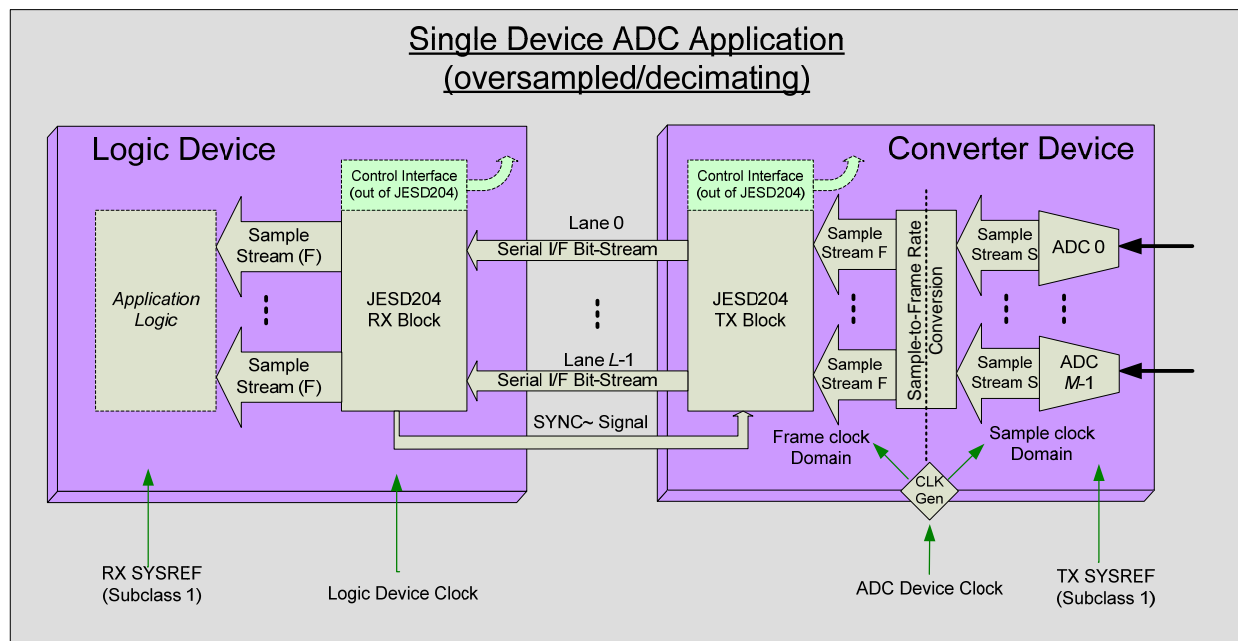 Single Device ADC Application
(oversampled/decimating)
Logic Device
Converter Device
Control Interface
(out of JESD204)
Control Interface
(out of JESD204)
Application
Logic
Sample
Stream (F)
Sample
Stream (F)
JESD204
RX Block
Lane 0
Serial I/F Bit-Stream
Lane L-1
Serial I/F Bit-Stream
SYNC~ Signal
JESD204
TX Block
Sample
Stream F
Sample
Stream F
Sample-to-Frame Rate
Conversion
Sample
Stream S
Sample
Stream S
ADC 0
ADC
M-1
Frame clock
Domain
Sample clock
Domain
CLK
Gen
RX SYSREF
(Subclass 1)
Logic Device Clock
ADC Device Clock
TX SYSREF
(Subclass 1)